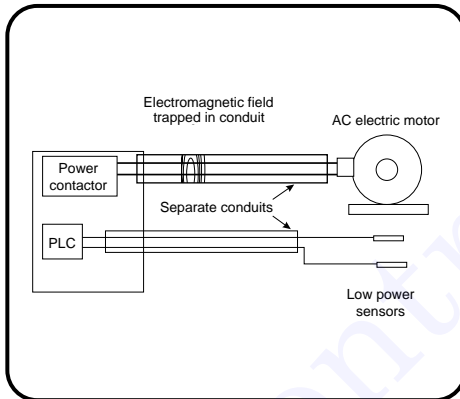 Electromagnetic field
trapped in conduit
AC electric motor
Power
contactor
Separate conduits
PLC
Low power
sensors